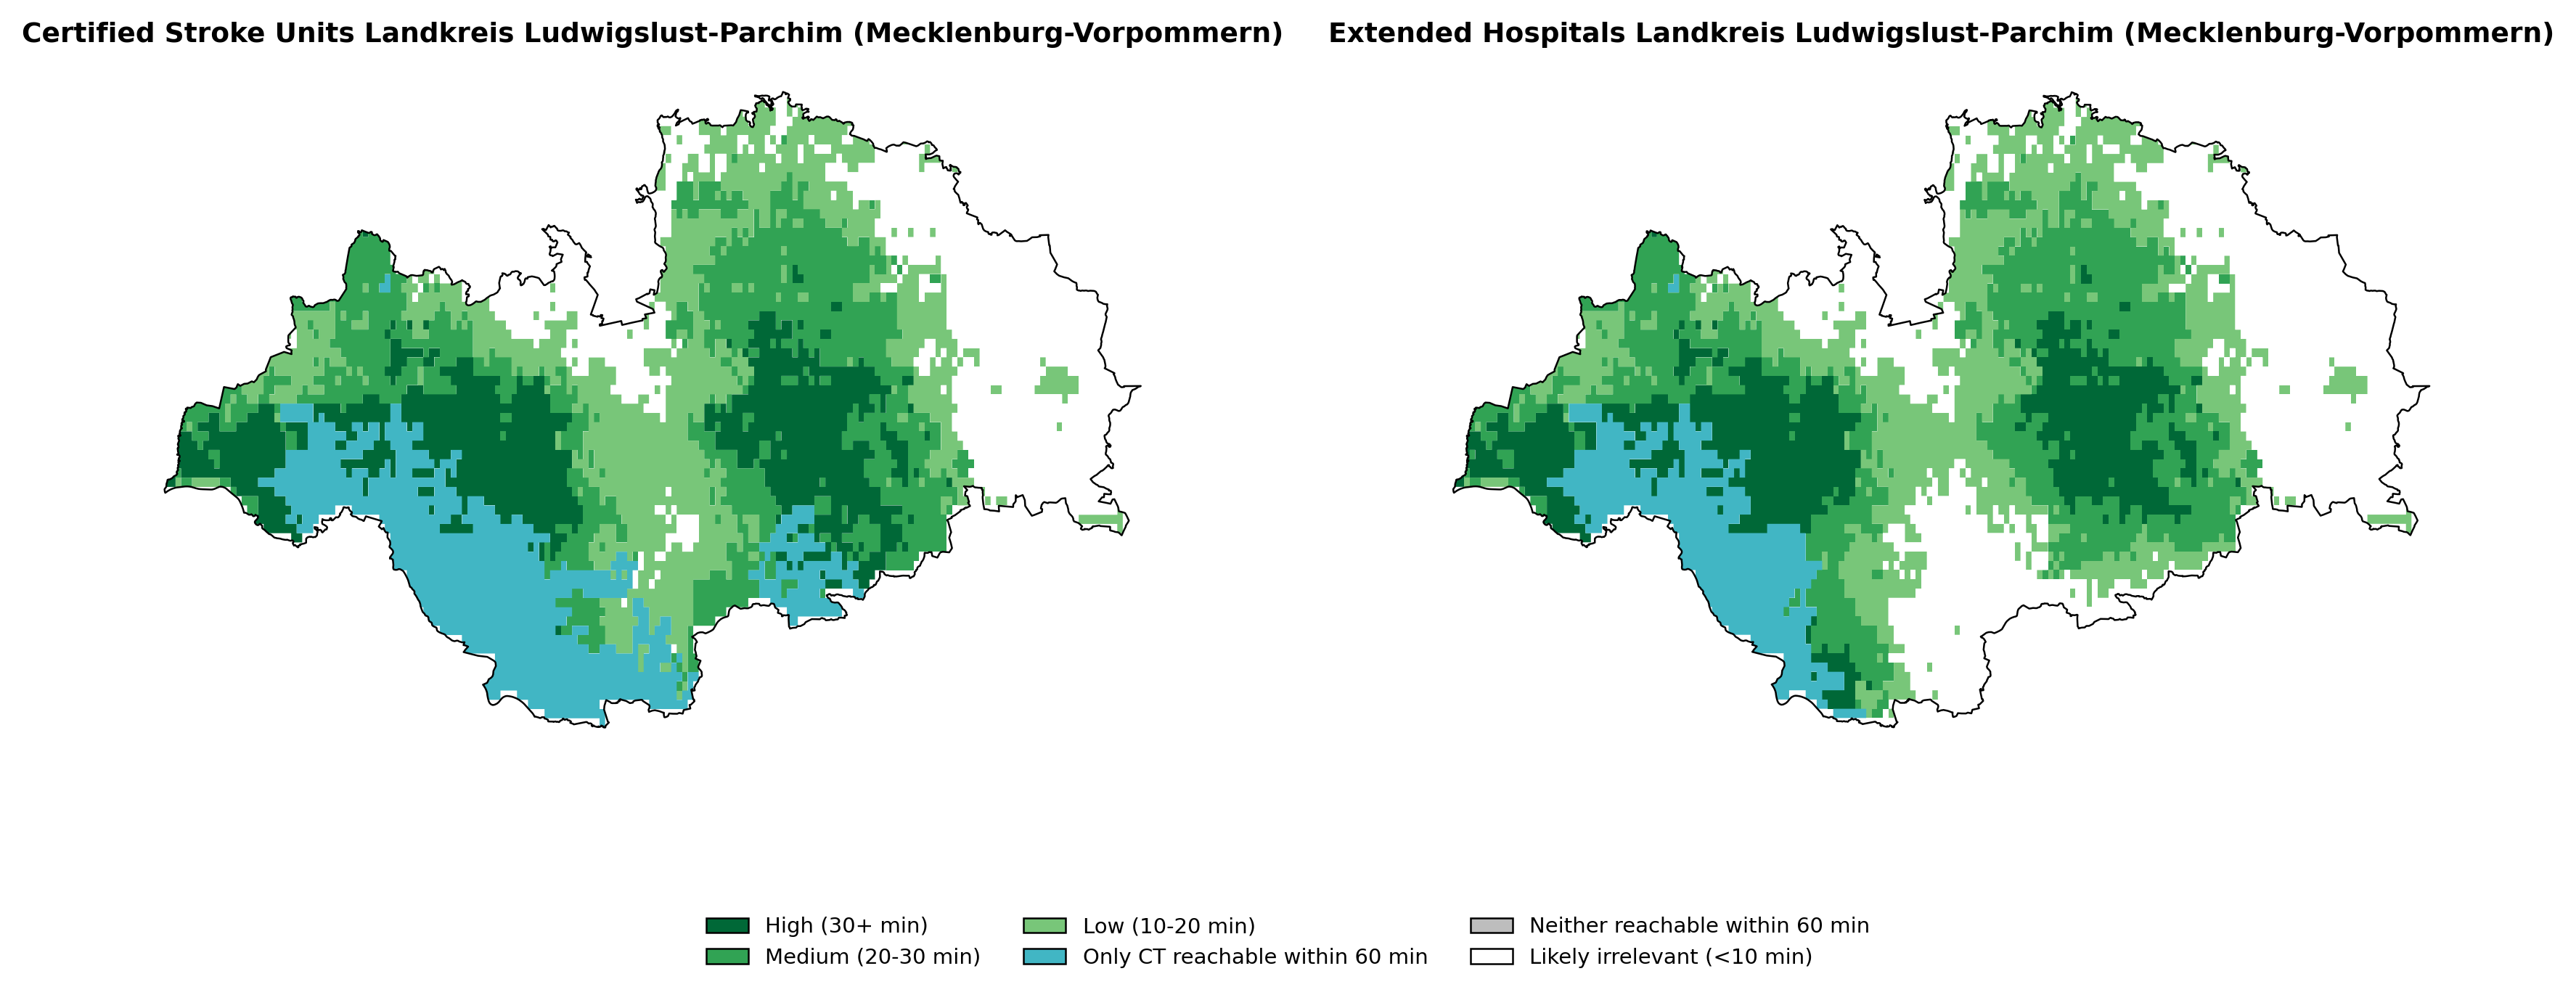 Certified Stroke Units Landkreis Ludwigslust-Parchim (Mecklenburg-Vorpommern)
Extended Hospitals Landkreis Ludwigslust-Parchim (Mecklenburg-Vorpommern)
High (30+ min)
Medium (20-30 min)
Low (10-20 min)
Only CT reachable within 60 min
Neither reachable within 60 min
Likely irrelevant (<10 min)